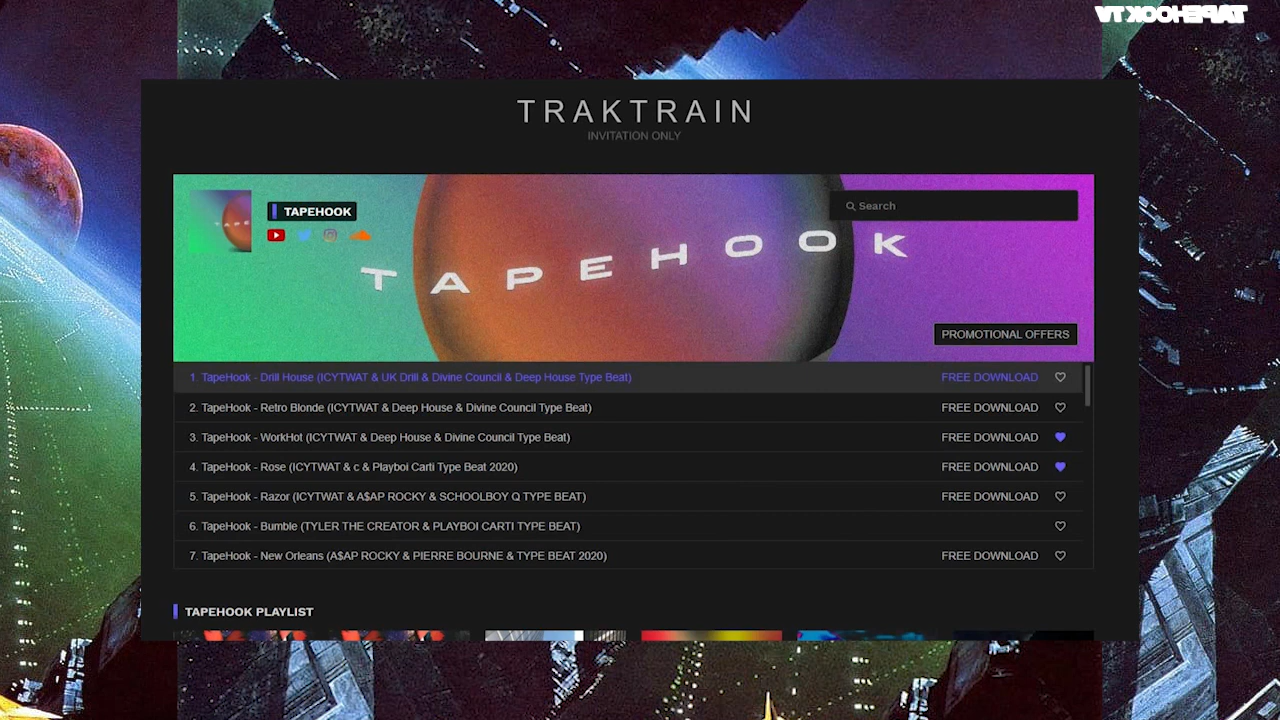 TAPEHOOK TV
TRAKTRAIN
INVITATION ONLY
TAPE
TAPEHOOK
Search
TAPEHOOK
PROMOTIONAL OFFERS
1. TapeHook - Drill House (ICYTWAT & UK Drill & Divine Council & Deep House Type Beat) FREE DOWNLOAD
2. TapeHook - Retro Blonde (ICYTWAT & Deep House & Divine Council Type Beat) FREE DOWNLOAD
3. TapeHook - WorkHot (ICYTWAT & Deep House & Divine Council Type Beat) FREE DOWNLOAD
4. TapeHook - Rose (ICYTWAT & c & Playboi Carti Type Beat 2020) FREE DOWNLOAD
5. TapeHook - Razor (ICYTWAT & A$AP ROCKY & SCHOOLBOY Q TYPE BEAT) FREE DOWNLOAD
6. TapeHook - Bumble (TYLER THE CREATOR & PLAYBOI CARTI TYPE BEAT)
7. TapeHook - New Orleans (A$AP ROCKY & PIERRE BOURNE & TYPE BEAT 2020) FREE DOWNLOAD
TAPEHOOK PLAYLIST